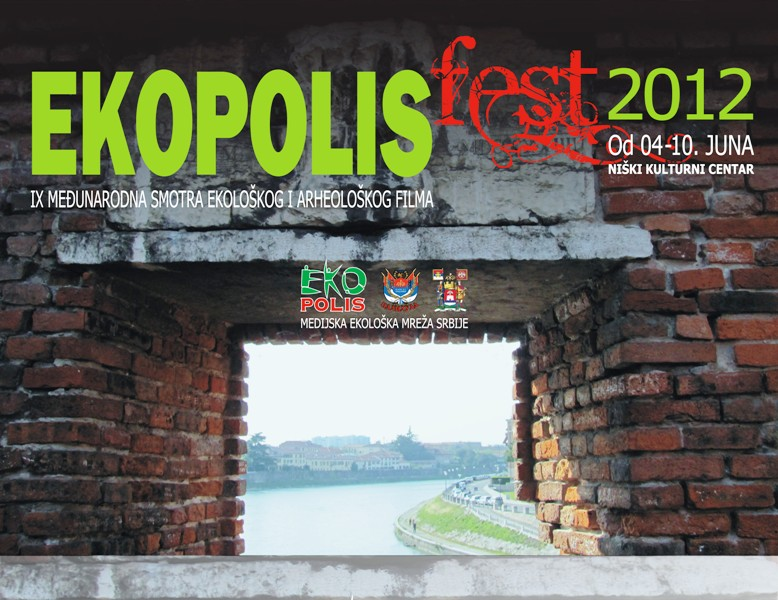 EKOPOLIS fest 2012
Od 04-10. JUNA
NIŠKI KULTURNI CENTAR
IX MEĐUNARODNA SMOTRA EKOLOŠKOG I ARHEOLOŠKOG FILMA
EKO
POLIS
MEDIJSKA EKOLOŠKA MREŽA SRBIJE